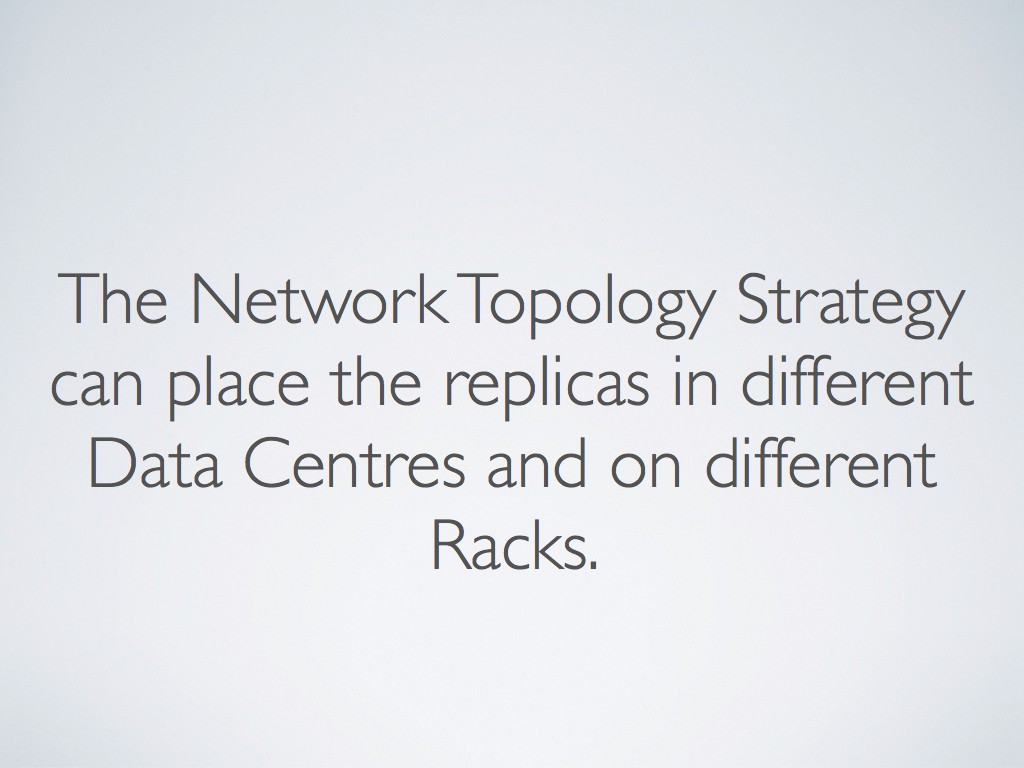 The Network Topology Strategy
can place the replicas in different
Data Centres and on different
Racks.